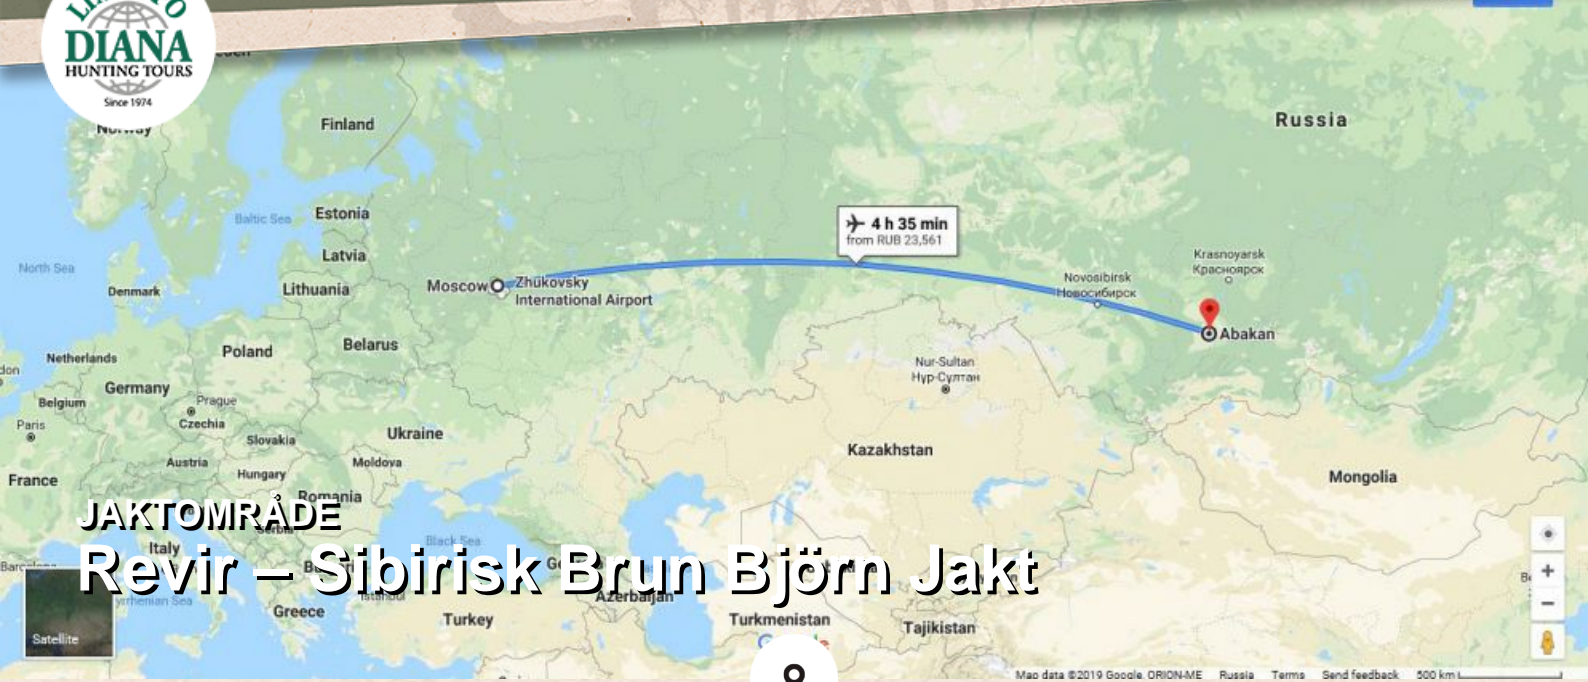 DIANA
HUNTING TOURS
Since 1974
Norway
Finland
Russia
Baltic Sea
Estonia
4 h 35 min
from RUB 23,561
Latvia
Krasnoyarsk
Красноярск
North Sea
Denmark
Lithuania
Moscow
Zhukovsky
International Airport
Novosibirsk
Новосибирск
Abakan
Netherlands
Poland
Belarus
Nur-Sultan
Нур-Султан
Germany
Belgium
Prague
Czechia
Paris
Slovakia
Ukraine
Kazakhstan
Austria
Hungary
Moldova
France
Mongolia
Romania
JAKTOMRÅDE
Serbia
Italy
Black Sea
Revir – Sibirisk Brun Björn Jakt
Istanbul
Azerbaijan
Greece
Turkey
Turkmenistan
Tajikistan
Satellite
Map data ©2019 Google, ORION-ME Russia Terms Send feedback 500 km